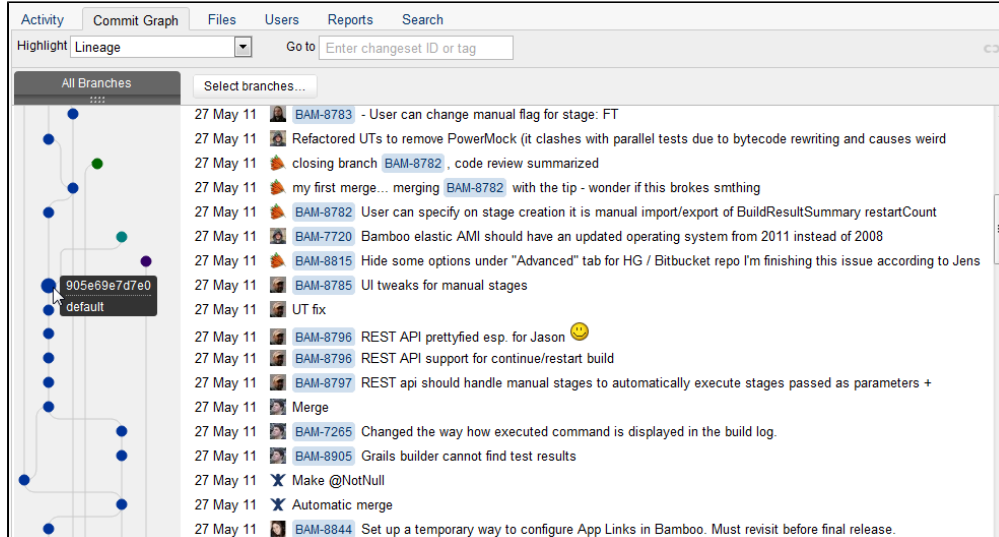 Activity Commit Graph Files Users Reports Search
Highlight Lineage Go to Enter changeset ID or tag
All Branches Select branches...
27 May 11 BAM-8783 - User can change manual flag for stage: FT
27 May 11 Refactored UTs to remove PowerMock (it clashes with parallel tests due to bytecode rewriting and causes weird
27 May 11 closing branch BAM-8782 , code review summarized
27 May 11 my first merge... merging BAM-8782 with the tip - wonder if this brokes smthing
27 May 11 BAM-8782 User can specify on stage creation it is manual import/export of BuildResultSummary restartCount
27 May 11 BAM-7720 Bamboo elastic AMI should have an updated operating system from 2011 instead of 2008
27 May 11 BAM-8815 Hide some options under "Advanced" tab for HG / Bitbucket repo I'm finishing this issue according to Jens
905e69e7d7e0 27 May 11 BAM-8785 UI tweaks for manual stages
default 27 May 11 UT fix
27 May 11 BAM-8796 REST API prettyfied esp. for Jason
27 May 11 BAM-8796 REST API support for continue/restart build
27 May 11 BAM-8797 REST api should handle manual stages to automatically execute stages passed as parameters +
27 May 11 Merge
27 May 11 BAM-7265 Changed the way how executed command is displayed in the build log.
27 May 11 BAM-8905 Grails builder cannot find test results
27 May 11 Make @NotNull
27 May 11 Automatic merge
27 May 11 BAM-8844 Set up a temporary way to configure App Links in Bamboo. Must revisit before final release.